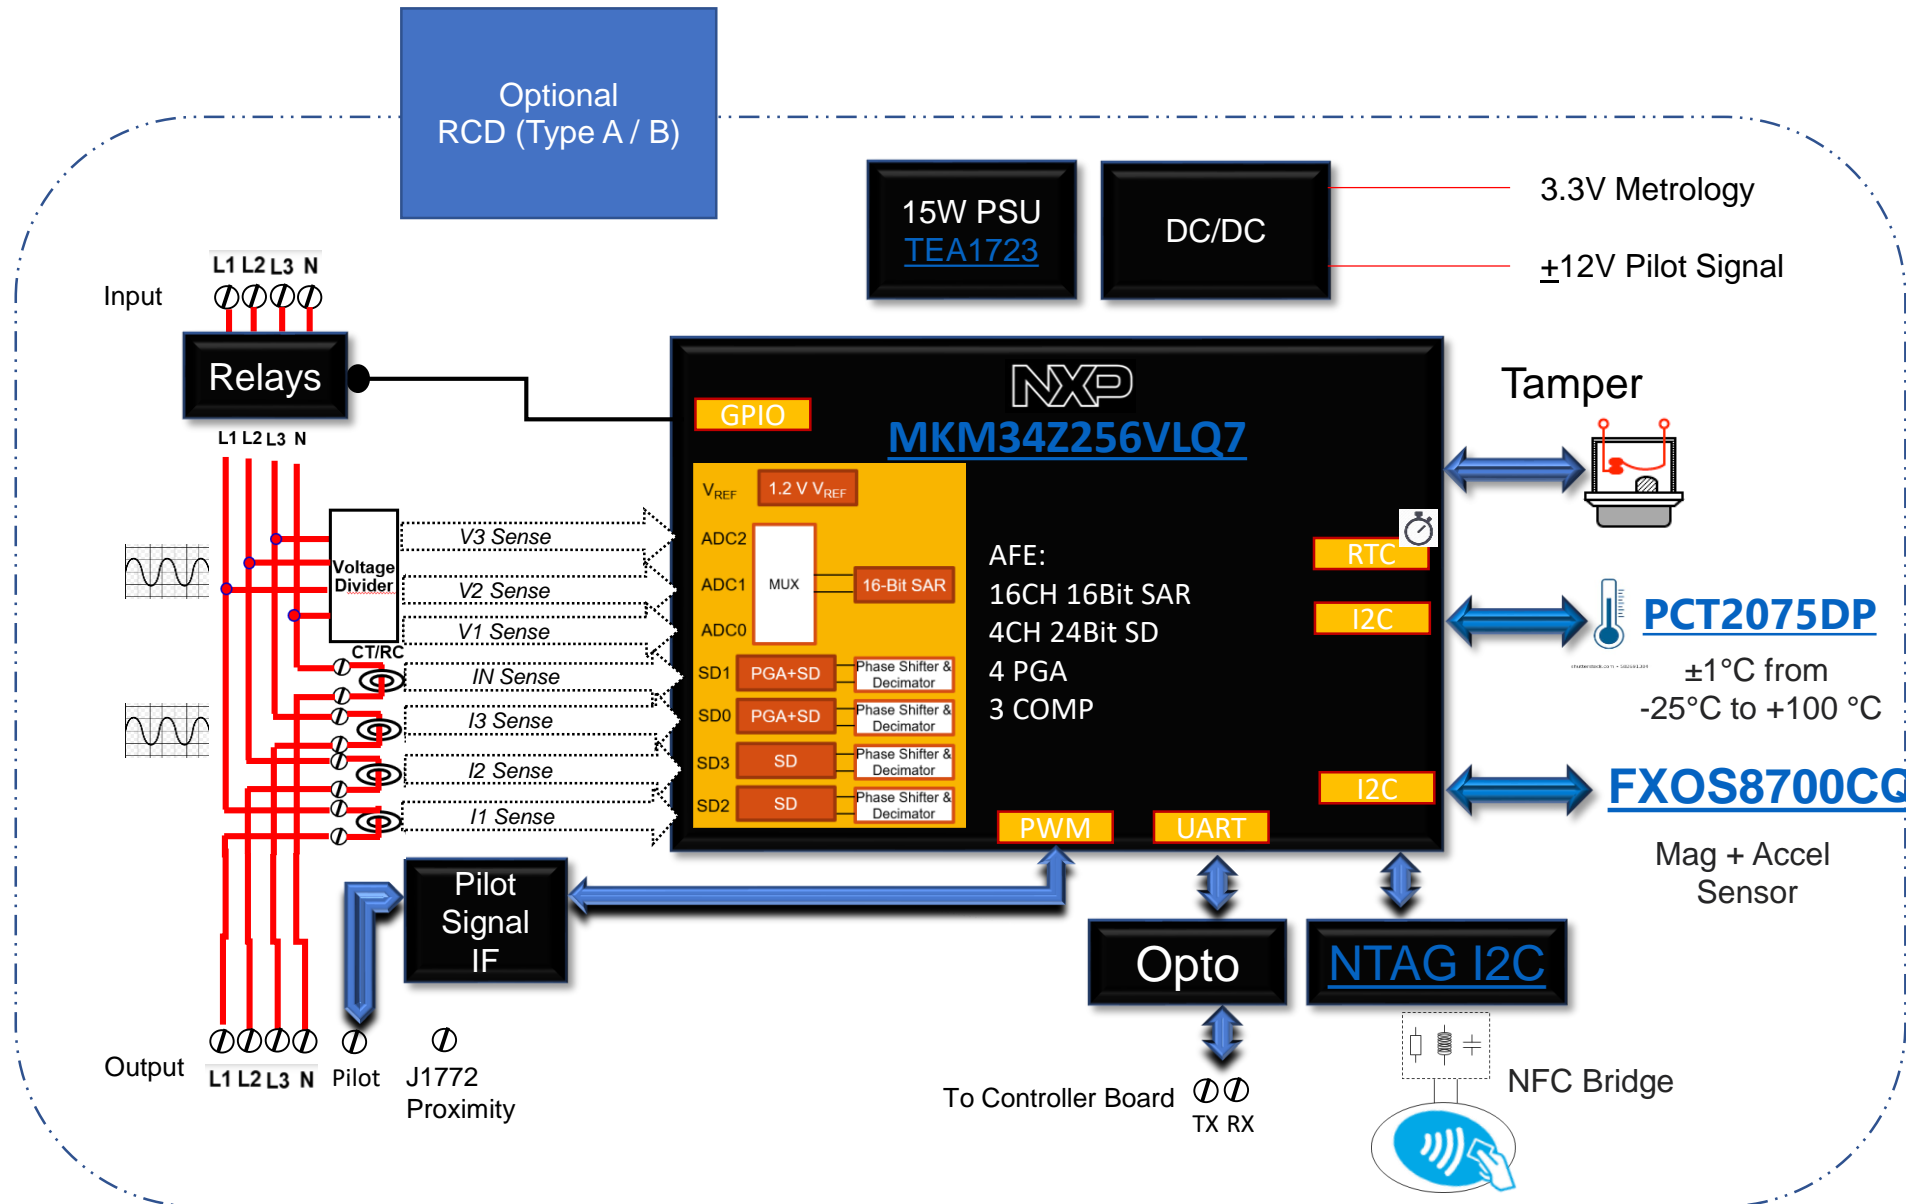 Optional
RCD (Type A / B)
15W PSU
TEA1723
DC/DC
3.3V Metrology
±12V Pilot Signal
L1 L2 L3 N
Input
Relays
L1 L2 L3 N
GPIO
NXP
MKM34Z256VLQ7
Tamper
VREF
1.2 V VREF
ADC2
ADC1
ADC0
MUX
16-Bit SAR
SD1
PGA+SD
Phase Shifter &
Decimator
SD0
PGA+SD
Phase Shifter &
Decimator
SD3
SD
Phase Shifter &
Decimator
SD2
SD
Phase Shifter &
Decimator
AFE:
16CH 16Bit SAR
4CH 24Bit SD
4 PGA
3 COMP
RTC
I2C
I2C
PWM
UART
Voltage
Divider
CT/RC
V3 Sense
V2 Sense
V1 Sense
IN Sense
I3 Sense
I2 Sense
I1 Sense
PCT2075DP
shutterstock.com
±1°C from
-25°C to +100 °C
FXOS8700CQ
Mag + Accel
Sensor
Pilot
Signal
IF
Opto
NTAG I2C
Output
L1 L2 L3 N
Pilot
J1772
Proximity
To Controller Board
TX RX
NFC Bridge